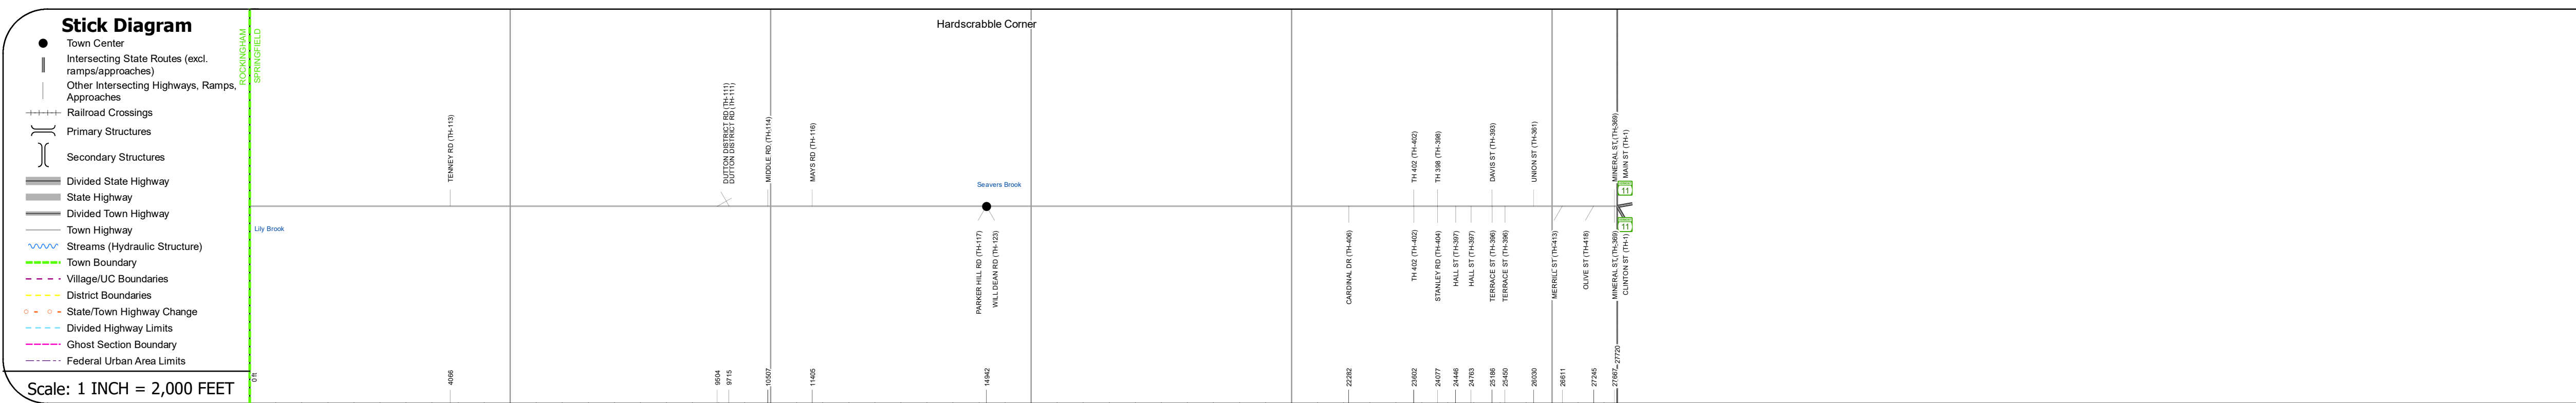 Stick Diagram
Town Center
Intersecting State Routes (excl.
ramps/approaches)
Other Intersecting Highways, Ramps,
Approaches
Railroad Crossings
Primary Structures
Secondary Structures
Divided State Highway
State Highway
Divided Town Highway
Town Highway
Streams (Hydraulic Structure)
Town Boundary
Village/UC Boundaries
District Boundaries
State/Town Highway Change
Divided Highway Limits
Ghost Section Boundary
Federal Urban Area Limits
Scale: 1 INCH = 2,000 FEET
ROCKINGHAM
SPRINGFIELD
Hardscrabble Corner
TENNEY RD (TH-113)
DUTTON DISTRICT RD (TH-111)
DUTTON DISTRICT RD (TH-111)
MIDDLE RD (TH-114)
MAYS RD (TH-116)
TH 402 (TH-402)
TH 398 (TH-398)
DAVIS ST (TH-393)
UNION ST (TH-361)
MINERAL ST (TH-369)
MAIN ST (TH-1)
Seavers Brook
11
Lily Brook
11
PARKER HILL RD (TH-117)
WILL DEAN RD (TH-123)
CARDINAL DR (TH-406)
TH 402 (TH-402)
STANLEY RD (TH-404)
HALL ST (TH-397)
HALL ST (TH-397)
TERRACE ST (TH-396)
TERRACE ST (TH-396)
MERRILL ST (TH-413)
OLIVE ST (TH-418)
MINERAL ST (TH-369)
CLINTON ST (TH-1)
0 ft
4066
9504
9715
10507
11405
14942
22282
23602
24077
24446
24763
25186
25450
26030
26611
27245
27667
27720